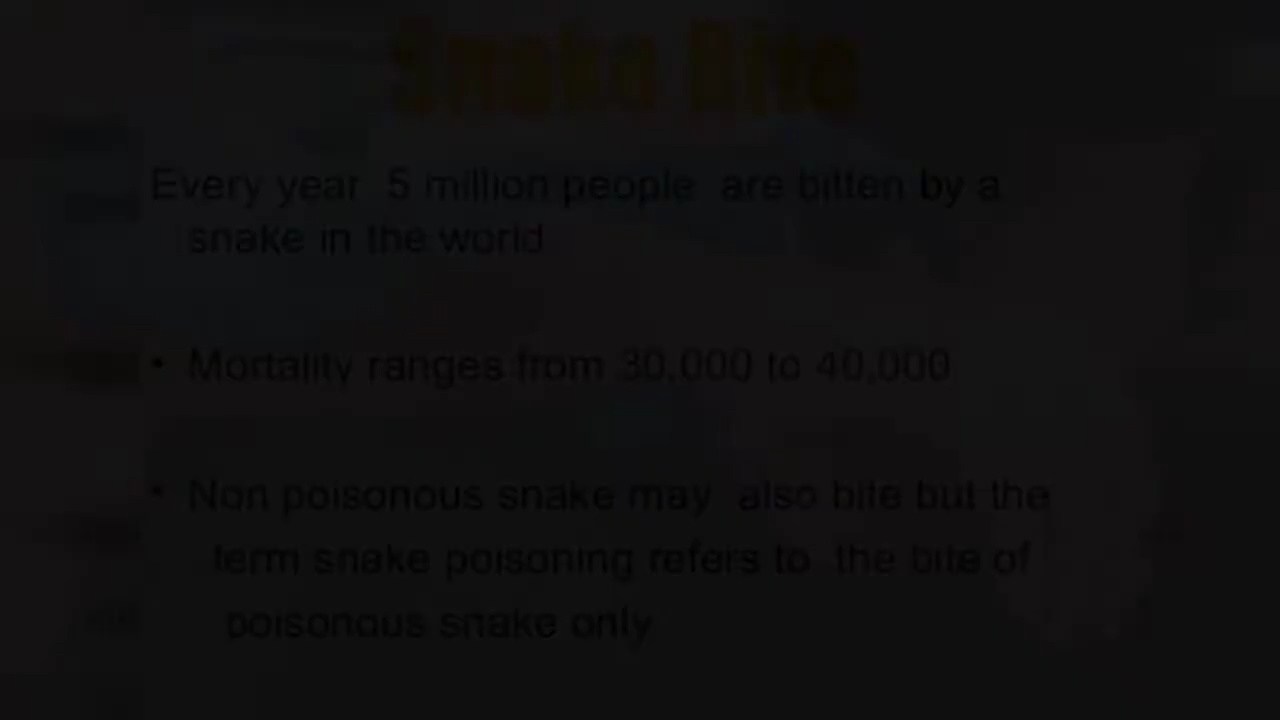 Snake Bite
Every year 5 million people are bitten by a
snake in the world
• Mortality ranges from 30,000 to 40,000
• Non poisonous snake may also bite but the
term snake poisoning refers to the bite of
poisonous snake only